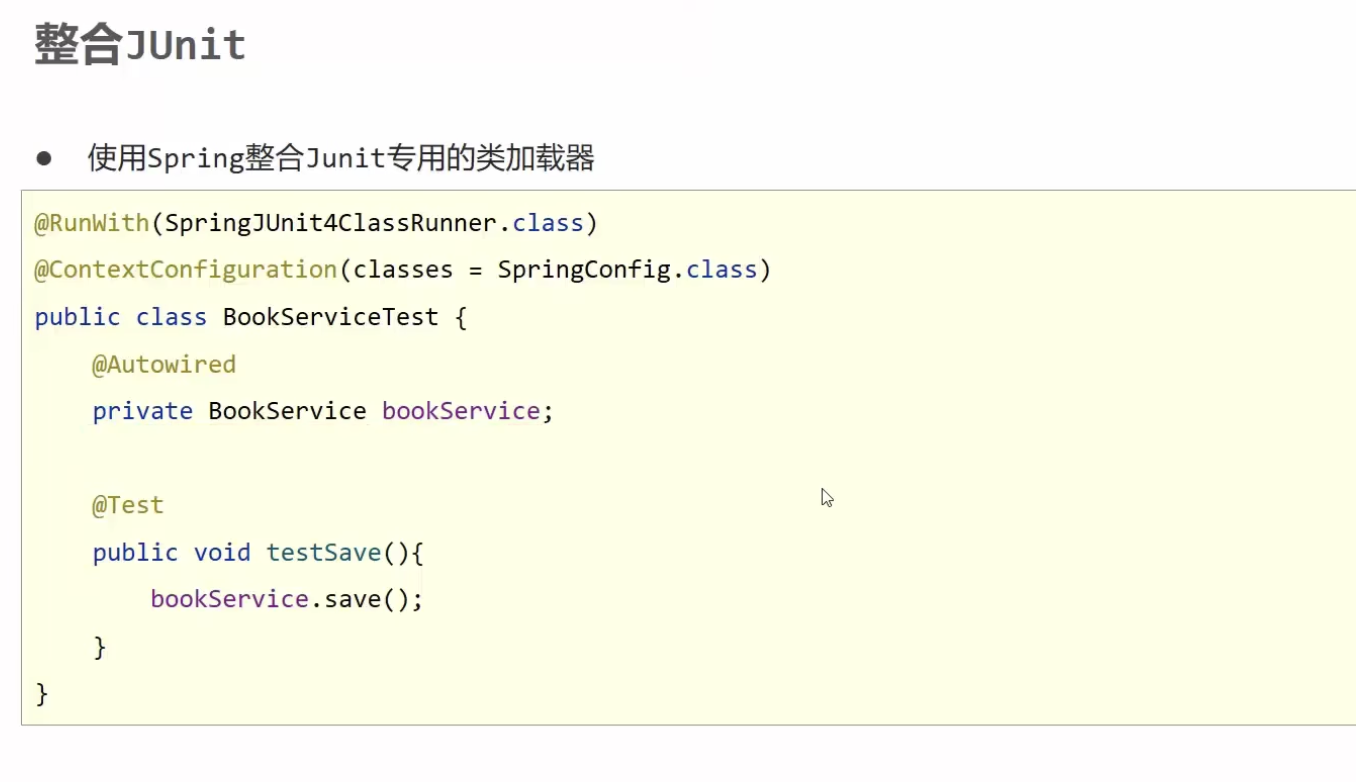 整合JUnit
● 使用Spring整合Junit专用的类加载器
@RunWith(SpringJUnit4ClassRunner.class)
@ContextConfiguration(classes = SpringConfig.class)
public class BookServiceTest {
    @Autowired
    private BookService bookService;
    @Test
    public void testSave(){
        bookService.save();
    }
}